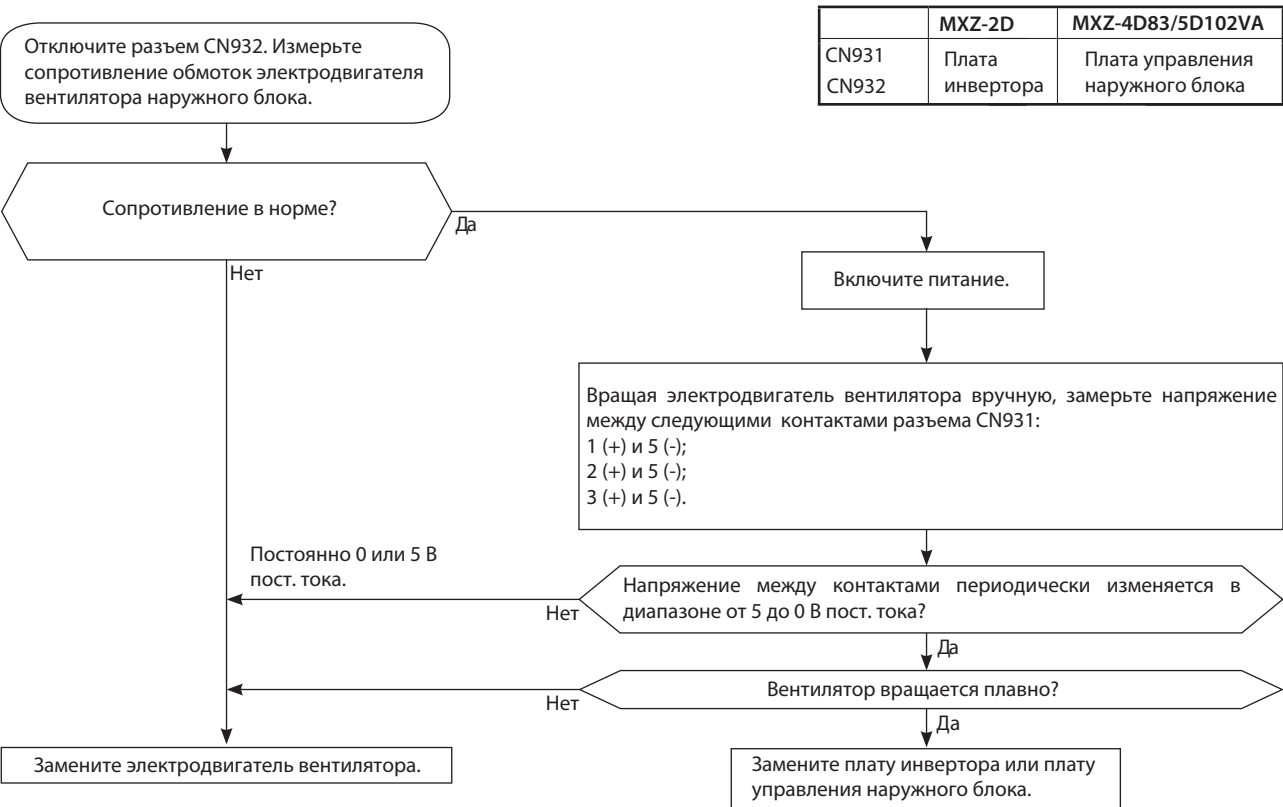 Отключите разъем CN932. Измерьте
сопротивление обмоток электродвигателя
вентилятора наружного блока.
MXZ-2D MXZ-4D83/5D102VA
CN931 Плата Плата управления
CN932 инвертора наружного блока
Сопротивление в норме?
Да
Нет
Включите питание.
Вращая электродвигатель вентилятора вручную, замерьте напряжение
между следующими контактами разъема CN931:
1 (+) и 5 (-);
2 (+) и 5 (-);
3 (+) и 5 (-).
Постоянно 0 или 5 В
пост. тока.
Напряжение между контактами периодически изменяется в
диапазоне от 5 до 0 В пост. тока?
Нет
Да
Вентилятор вращается плавно?
Нет
Да
Замените электродвигатель вентилятора.
Замените плату инвертора или плату
управления наружного блока.